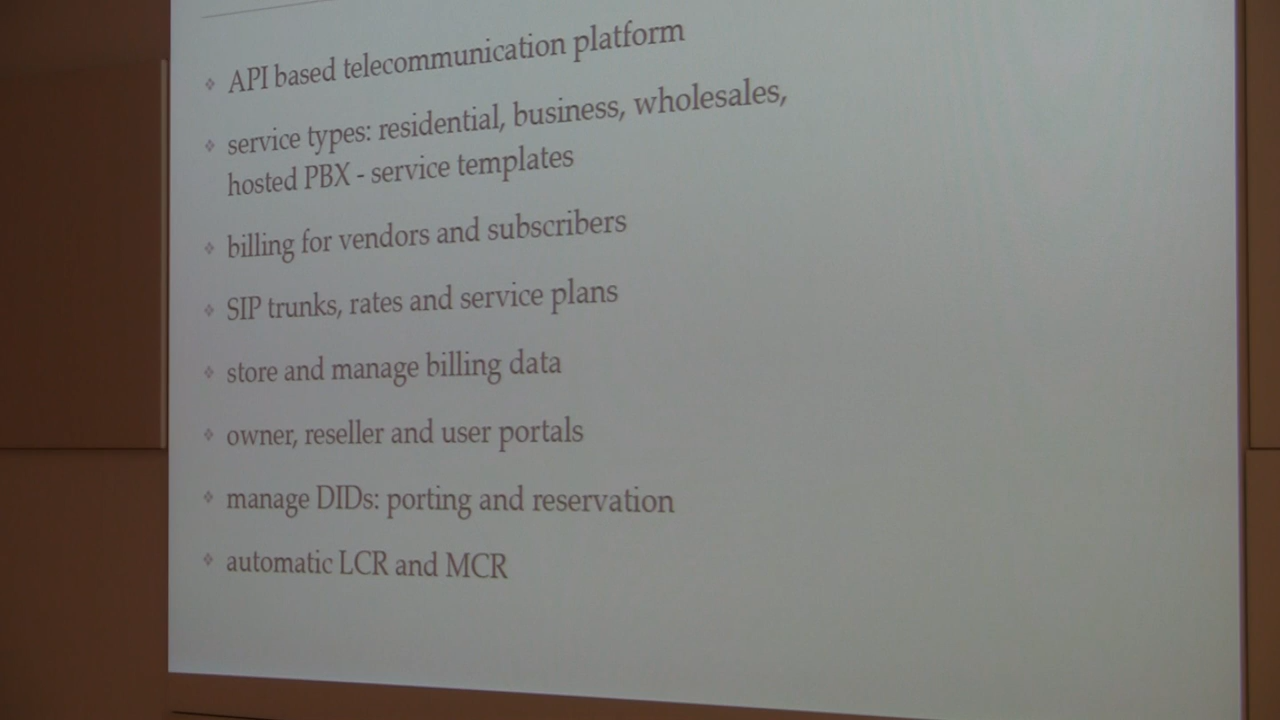 API based telecommunication platform
service types: residential, business, wholesales,
hosted PBX - service templates
billing for vendors and subscribers
SIP trunks, rates and service plans
store and manage billing data
owner, reseller and user portals
manage DIDs: porting and reservation
automatic LCR and MCR